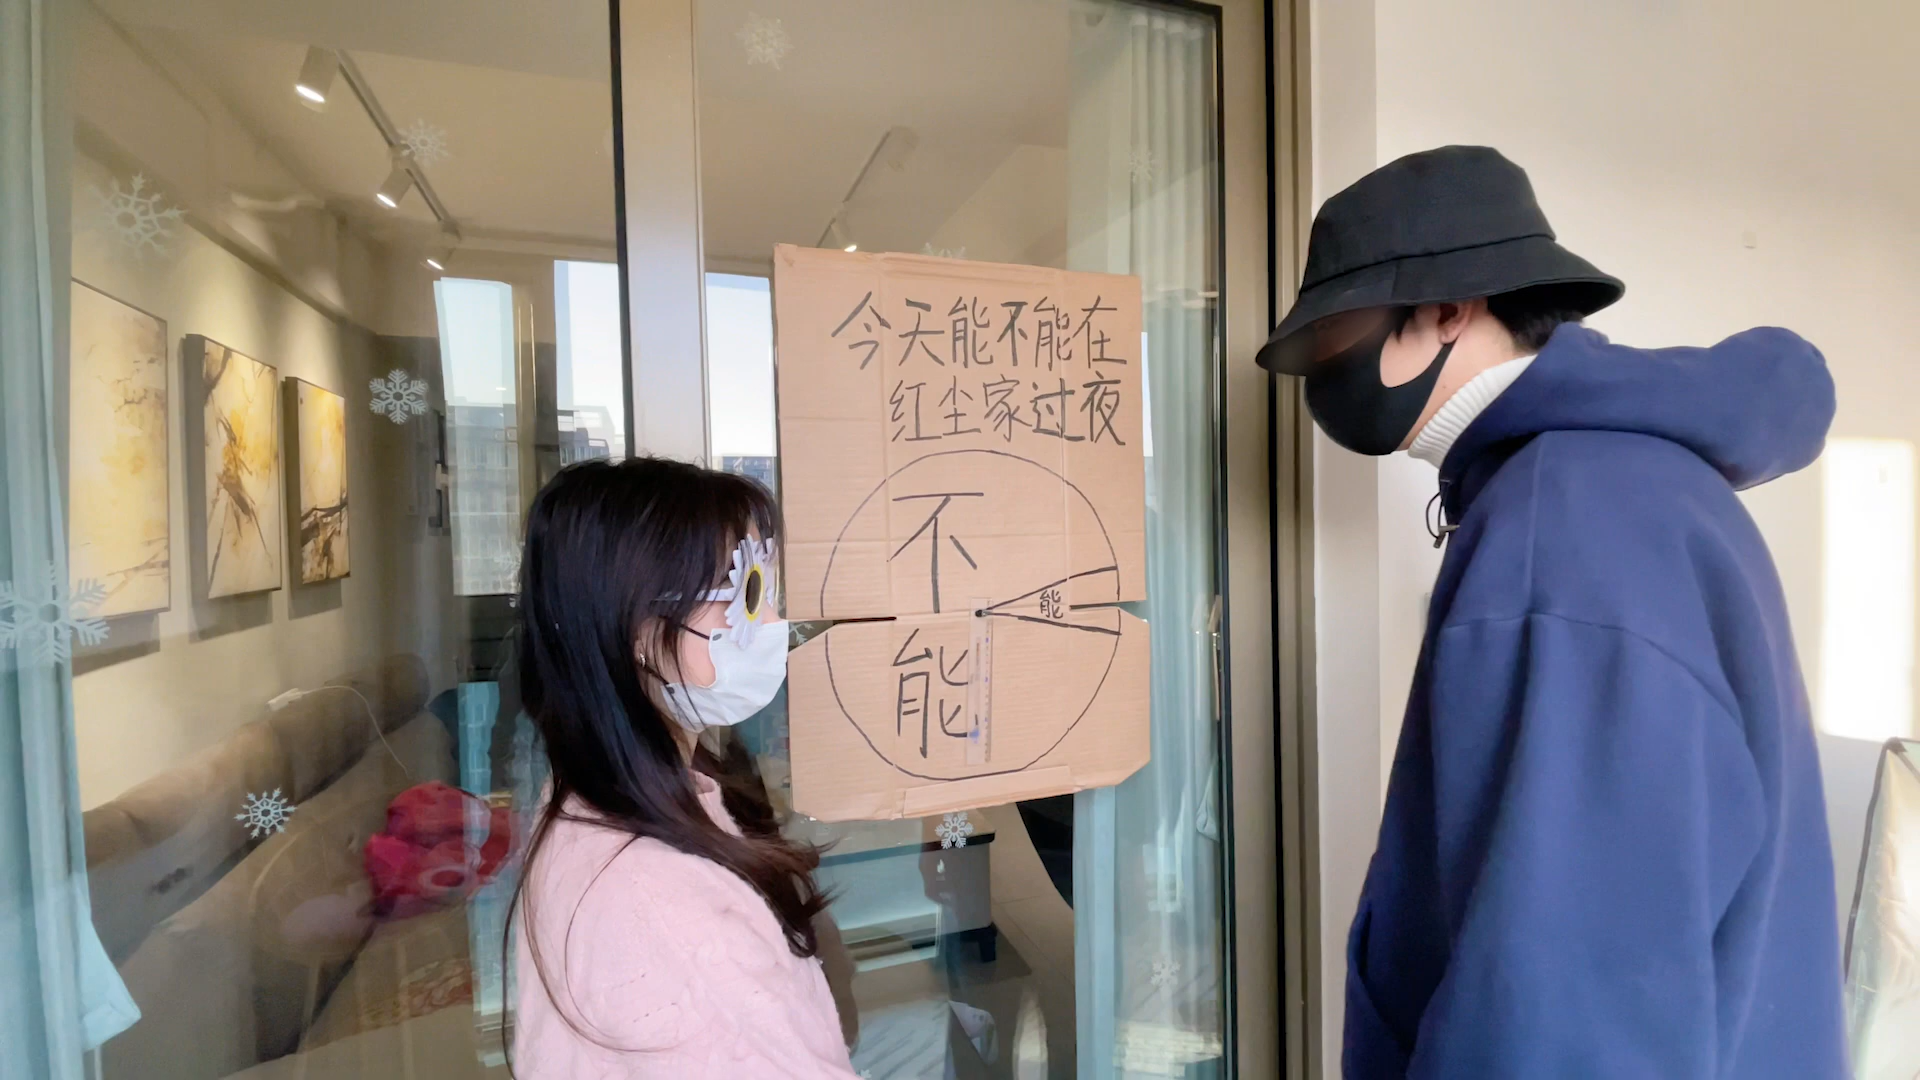 今天能不能在
红尘家过夜
不
能
能